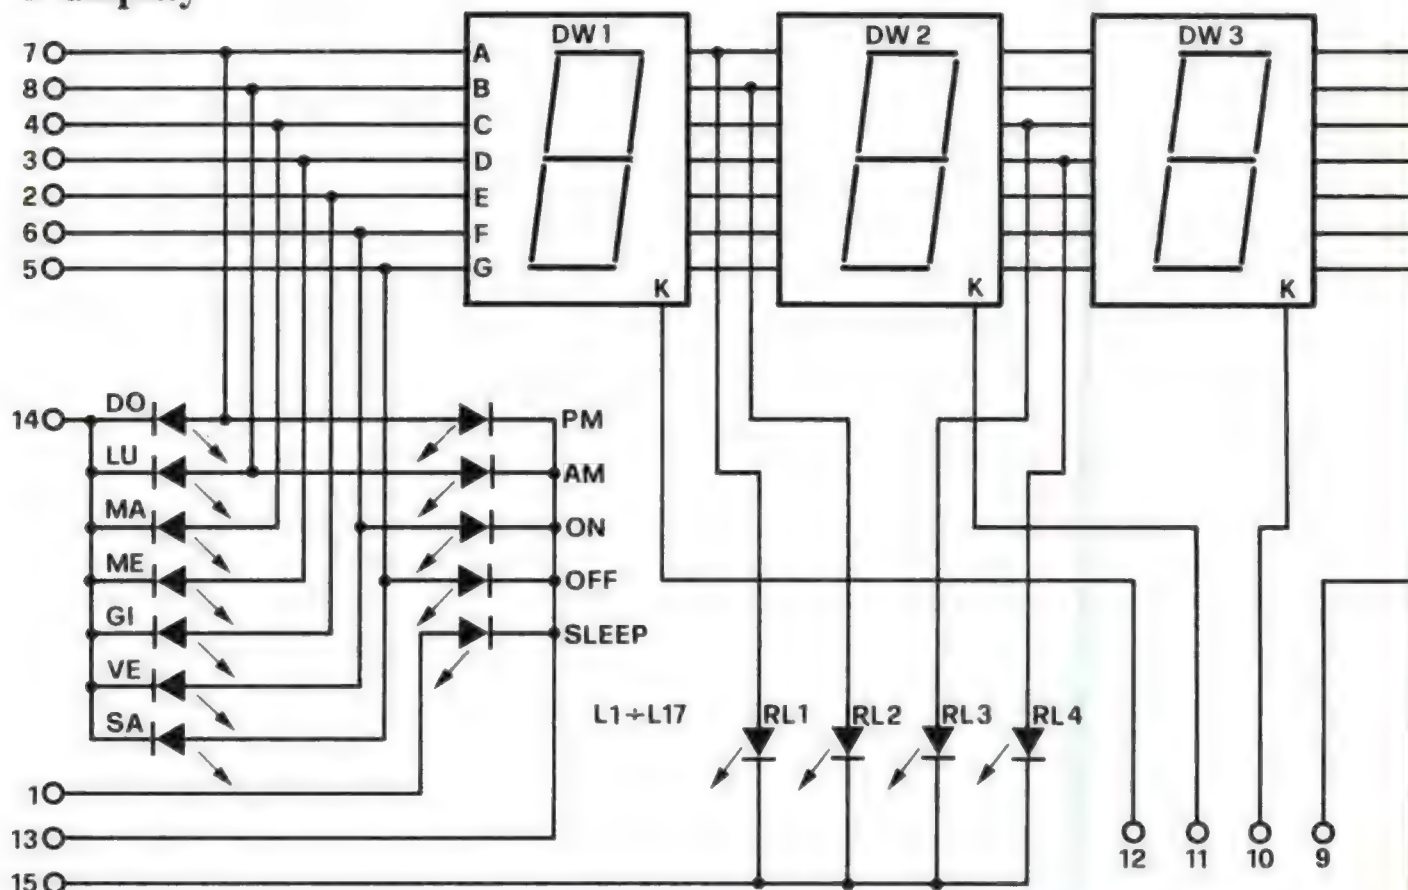 DW1 DW2 DW3
7 A
8 B
4 C
3 D
2 E
6 F
5 G
K K K
14 DO PM
LU AM
MA ON
ME OFF
GI SLEEP
VE
SA L1÷L17 RL1 RL2 RL3 RL4
1
13 12 11 10 9
15